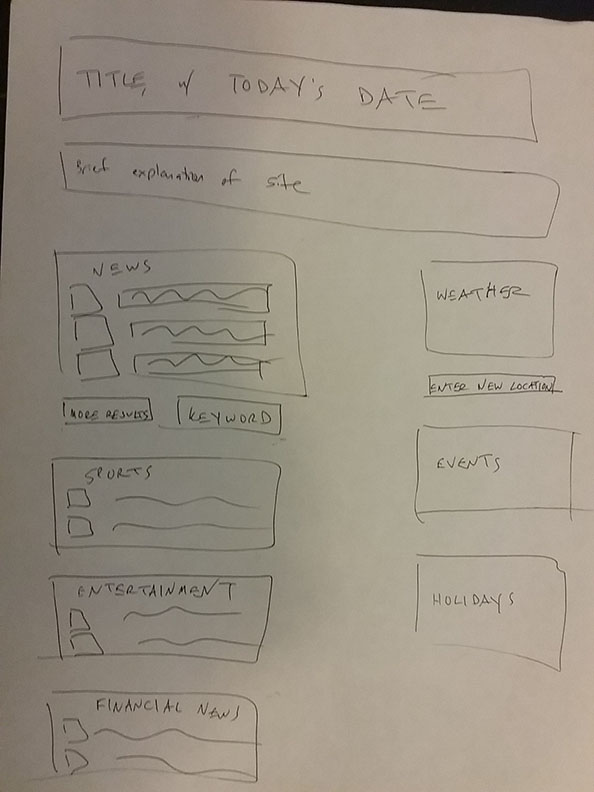 TITLE, w/ TODAY'S DATE
Brief explanation of site
NEWS
MORE RESULTS
KEYWORD
SPORTS
ENTERTAINMENT
FINANCIAL NEWS
WEATHER
ENTER NEW LOCATION
EVENTS
HOLIDAYS